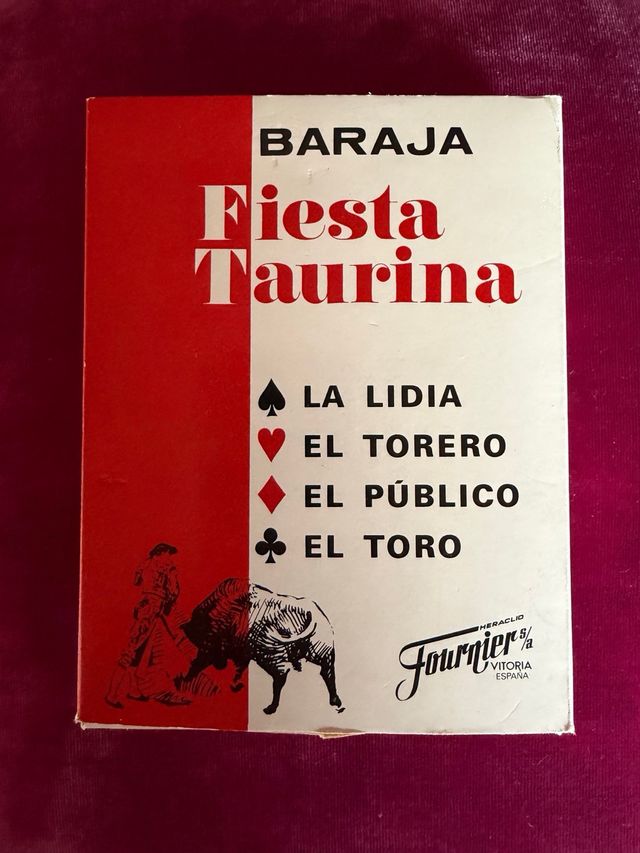 BARAJA
Fiesta
Taurina
LA LIDIA
EL TORERO
EL PÚBLICO
EL TORO
HERACLIO
Fournier s/a
VITORIA
ESPAÑA